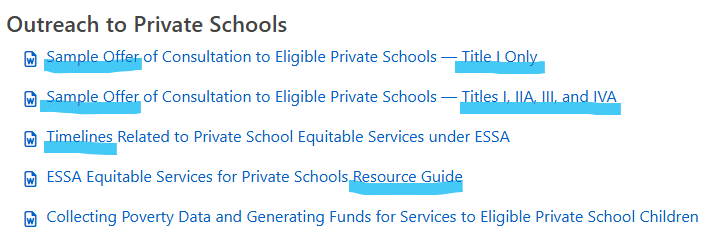 Outreach to Private Schools
Sample Offer of Consultation to Eligible Private Schools — Title I Only
Sample Offer of Consultation to Eligible Private Schools — Titles I, IIA, III, and IVA
Timelines Related to Private School Equitable Services under ESSA
ESSA Equitable Services for Private Schools Resource Guide
Collecting Poverty Data and Generating Funds for Services to Eligible Private School Children